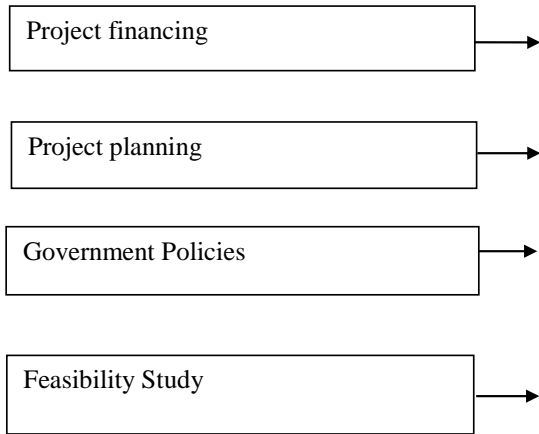 Project financing
Project planning
Government Policies
Feasibility Study